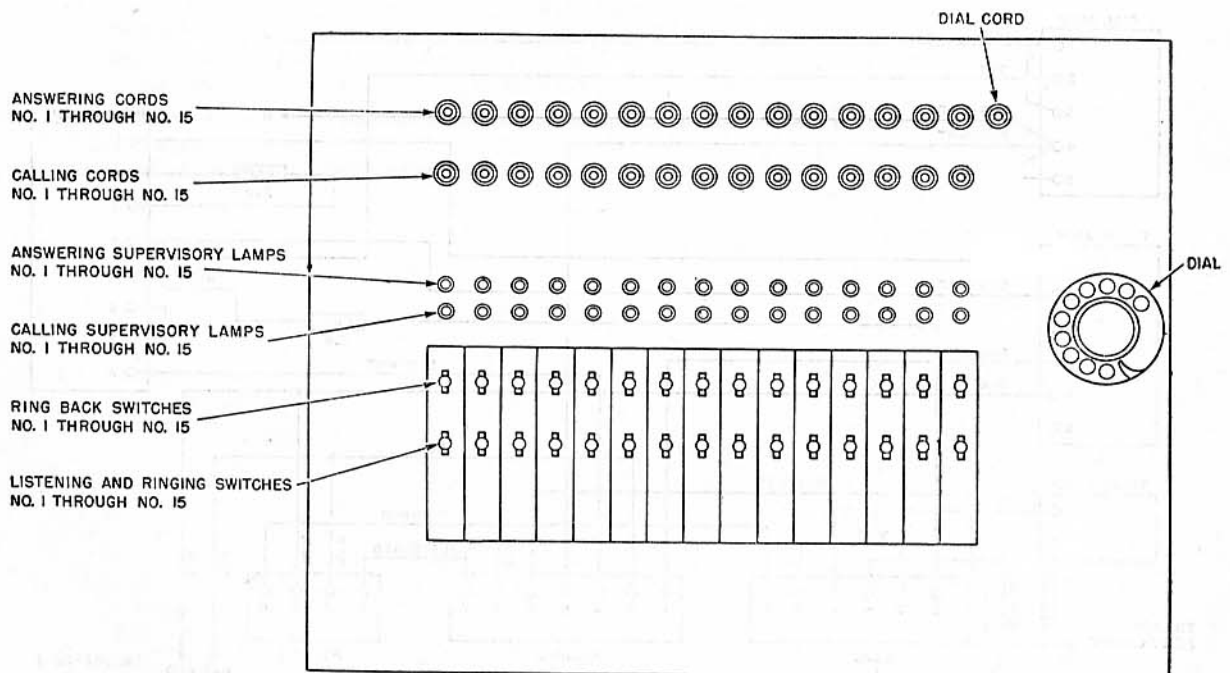 DIAL CORD
ANSWERING CORDS
NO. 1 THROUGH NO. 15
CALLING CORDS
NO. 1 THROUGH NO. 15
ANSWERING SUPERVISORY LAMPS
NO. 1 THROUGH NO. 15
DIAL
CALLING SUPERVISORY LAMPS
NO. 1 THROUGH NO. 15
RING BACK SWITCHES
NO. 1 THROUGH NO. 15
LISTENING AND RINGING SWITCHES
NO. 1 THROUGH NO. 15